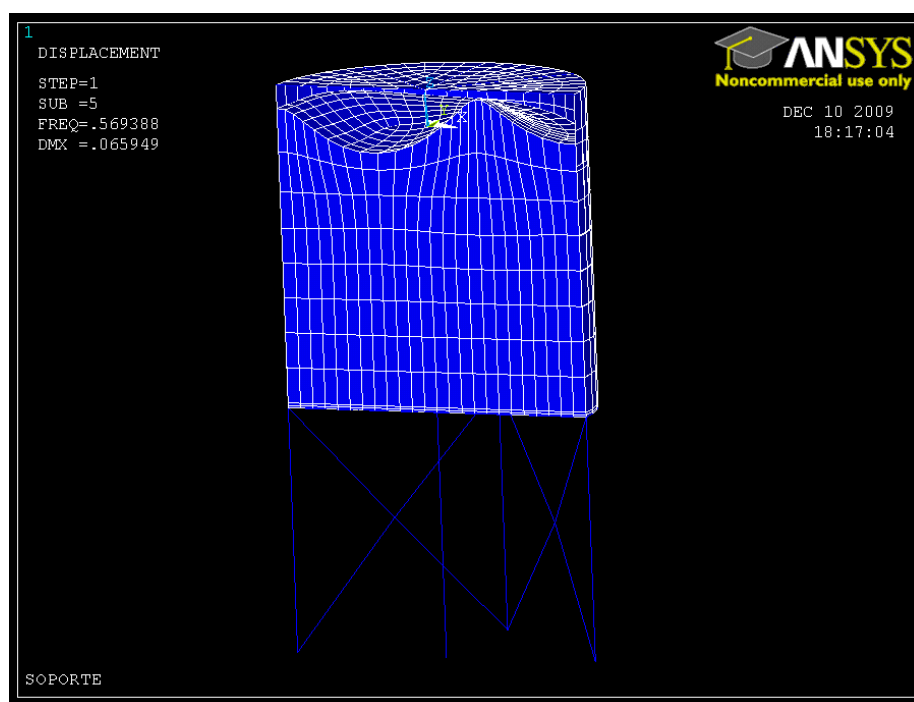 1
DISPLACEMENT
STEP=1
SUB =5
FREQ=.569388
DMX =.065949
ANSYS
Noncommercial use only
DEC 10 2009
18:17:04
X
SOPORTE